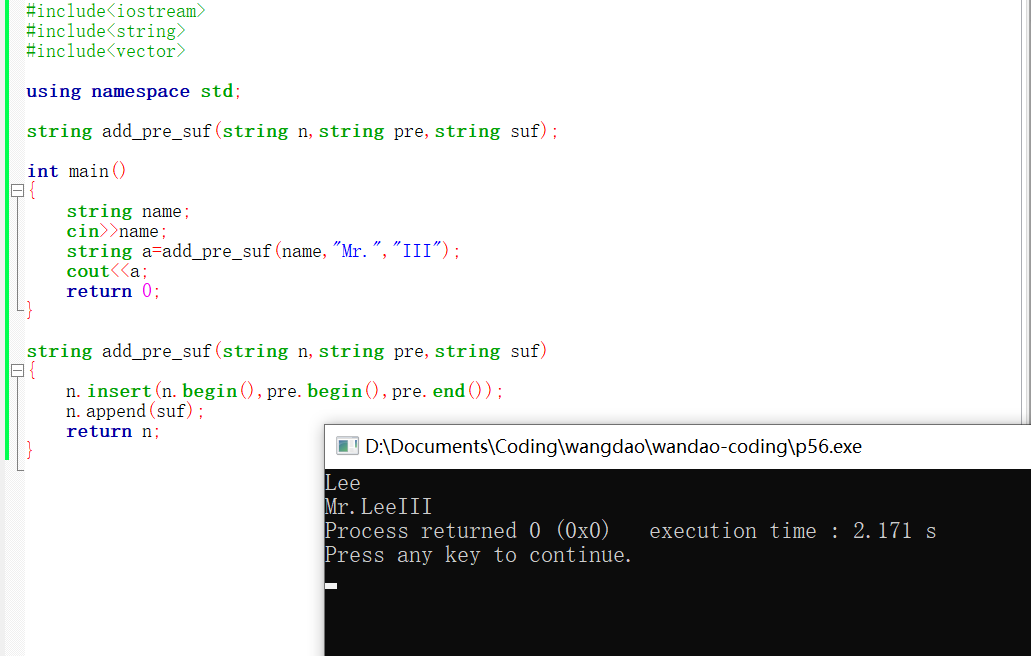 #include<iostream>
#include<string>
#include<vector>
using namespace std;
string add_pre_suf(string n,string pre,string suf);
int main()
{
string name;
cin>>name;
string a=add_pre_suf(name,"Mr.","III");
cout<<a;
return 0;
}
string add_pre_suf(string n,string pre,string suf)
{
n.insert(n.begin(),pre.begin(),pre.end());
n.append(suf);
return n;
}
D:\Documents\Coding\wangdao\wandao-coding\p56.exe
Lee
Mr.LeeIII
Process returned 0 (0x0)   execution time : 2.171 s
Press any key to continue.